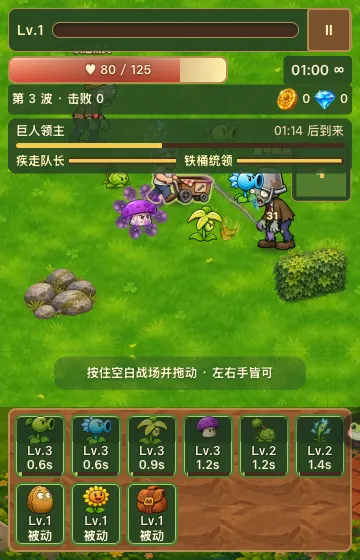 Lv.1
80 / 125
01:00 ∞
第 3 波 · 击败 0
0
0
巨人领主
01:14 后到来
疾走队长
铁桶统领
31
按住空白战场并拖动 · 左右手皆可
Lv.3
0.6s
Lv.3
0.6s
Lv.3
0.9s
Lv.3
1.2s
Lv.2
1.2s
Lv.2
1.4s
Lv.1
被动
Lv.1
被动
Lv.1
被动